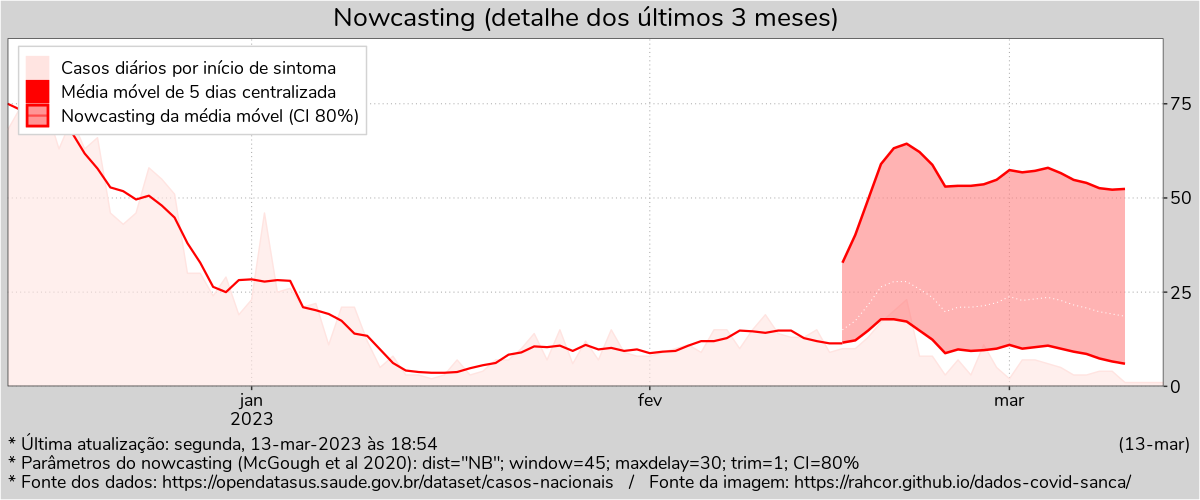 Nowcasting (detalhe dos últimos 3 meses)
Casos diários por início de sintoma
Média móvel de 5 dias centralizada
Nowcasting da média móvel (CI 80%)
75
50
25
0
jan
2023
fev
mar
* Última atualização: segunda, 13-mar-2023 às 18:54
(13-mar)
* Parâmetros do nowcasting (McGough et al 2020): dist="NB"; window=45; maxdelay=30; trim=1; CI=80%
* Fonte dos dados: https://opendatasus.saude.gov.br/dataset/casos-nacionais / Fonte da imagem: https://rahcor.github.io/dados-covid-sanca/